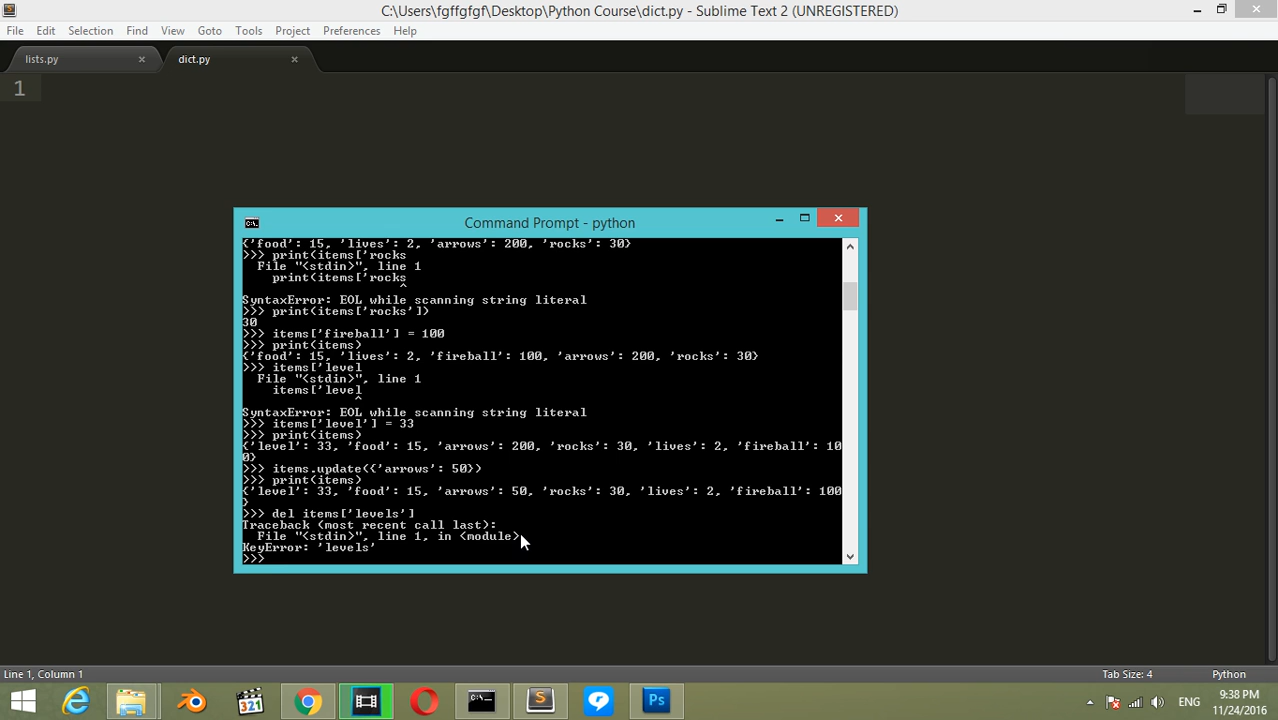 C:\Users\fgffgfgf\Desktop\Python Course\dict.py - Sublime Text 2 (UNREGISTERED)
File Edit Selection Find View Goto Tools Project Preferences Help
lists.py dict.py
1
Command Prompt - python
{'food': 15, 'lives': 2, 'arrows': 200, 'rocks': 30}
>>> print(items['rocks
  File "<stdin>", line 1
    print(items['rocks
                     ^
SyntaxError: EOL while scanning string literal
>>> print(items['rocks'])
30
>>> items['fireball'] = 100
>>> print(items)
{'food': 15, 'lives': 2, 'fireball': 100, 'arrows': 200, 'rocks': 30}
>>> items['level
  File "<stdin>", line 1
    items['level
               ^
SyntaxError: EOL while scanning string literal
>>> items['level'] = 33
>>> print(items)
{'level': 33, 'food': 15, 'arrows': 200, 'rocks': 30, 'lives': 2, 'fireball': 10
0}
>>> items.update({'arrows': 50})
>>> print(items)
{'level': 33, 'food': 15, 'arrows': 50, 'rocks': 30, 'lives': 2, 'fireball': 100
}
>>> del items['levels']
Traceback (most recent call last):
  File "<stdin>", line 1, in <module>
KeyError: 'levels'
>>>
Line 1, Column 1 Tab Size: 4 Python
321 Ps ENG 9:38 PM
11/24/2016